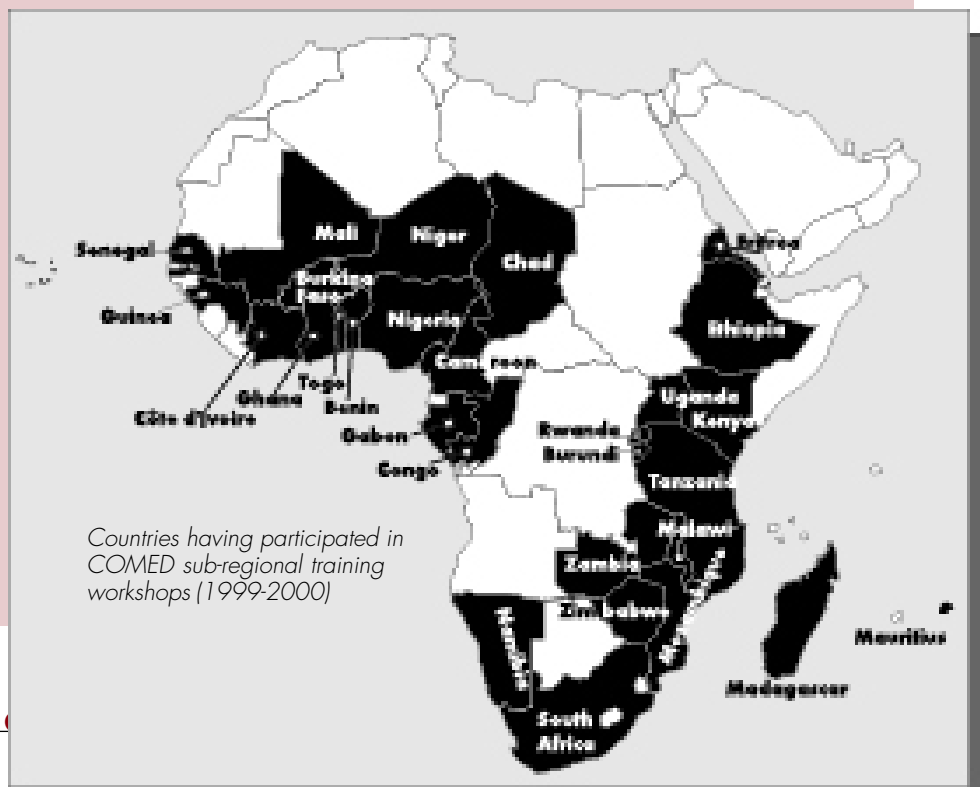 Mali
Niger
Eritrea
Senegal
Chad
Burkina
Faso
Guinea
Nigeria
Ethiopia
Cameroon
Togo
Uganda
Ghana
Benin
Kenya
Côte d'Ivoire
Gabon
Rwanda
Burundi
Congo
Tanzania
Malawi
Countries having participated in
COMED sub-regional training
workshops (1999-2000)
Zambia
Mozambique
Zimbabwe
Namibia
Mauritius
Madagascar
South
Africa